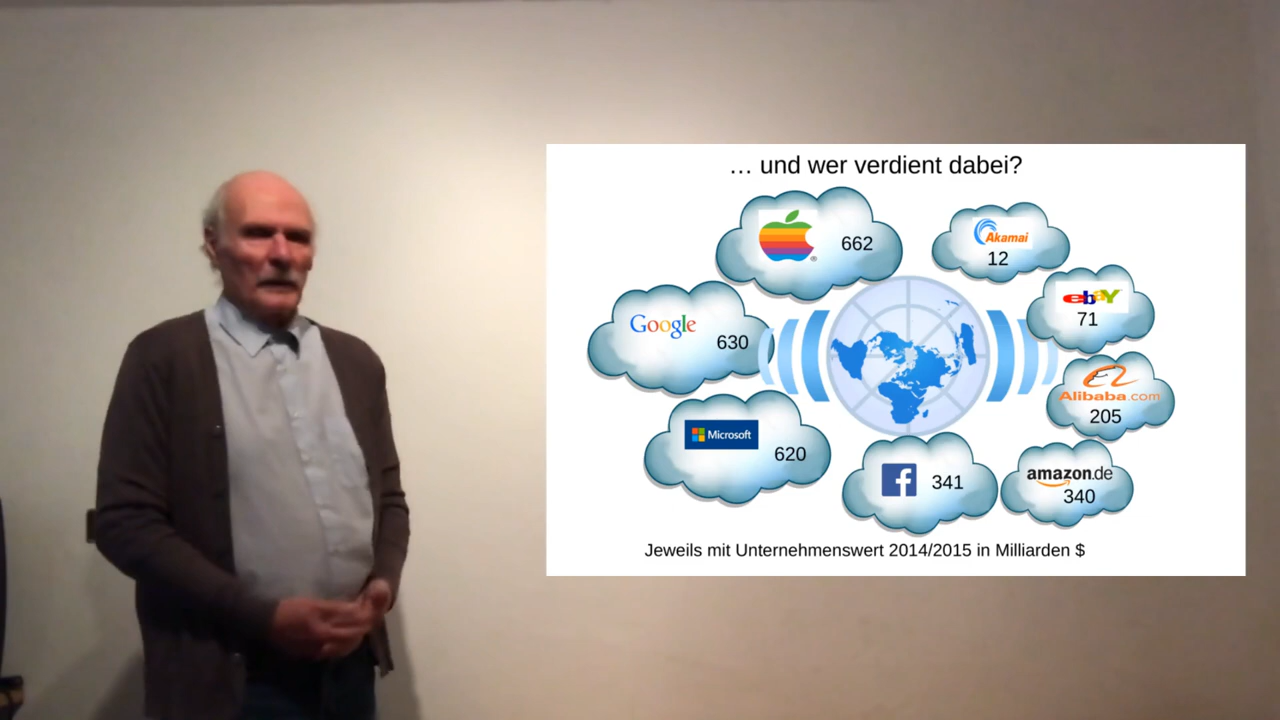 … und wer verdient dabei?
662
Akamai
12
ebaY
71
Google
630
Alibaba.com
205
Microsoft
620
341
amazon.de
340
Jeweils mit Unternehmenswert 2014/2015 in Milliarden $